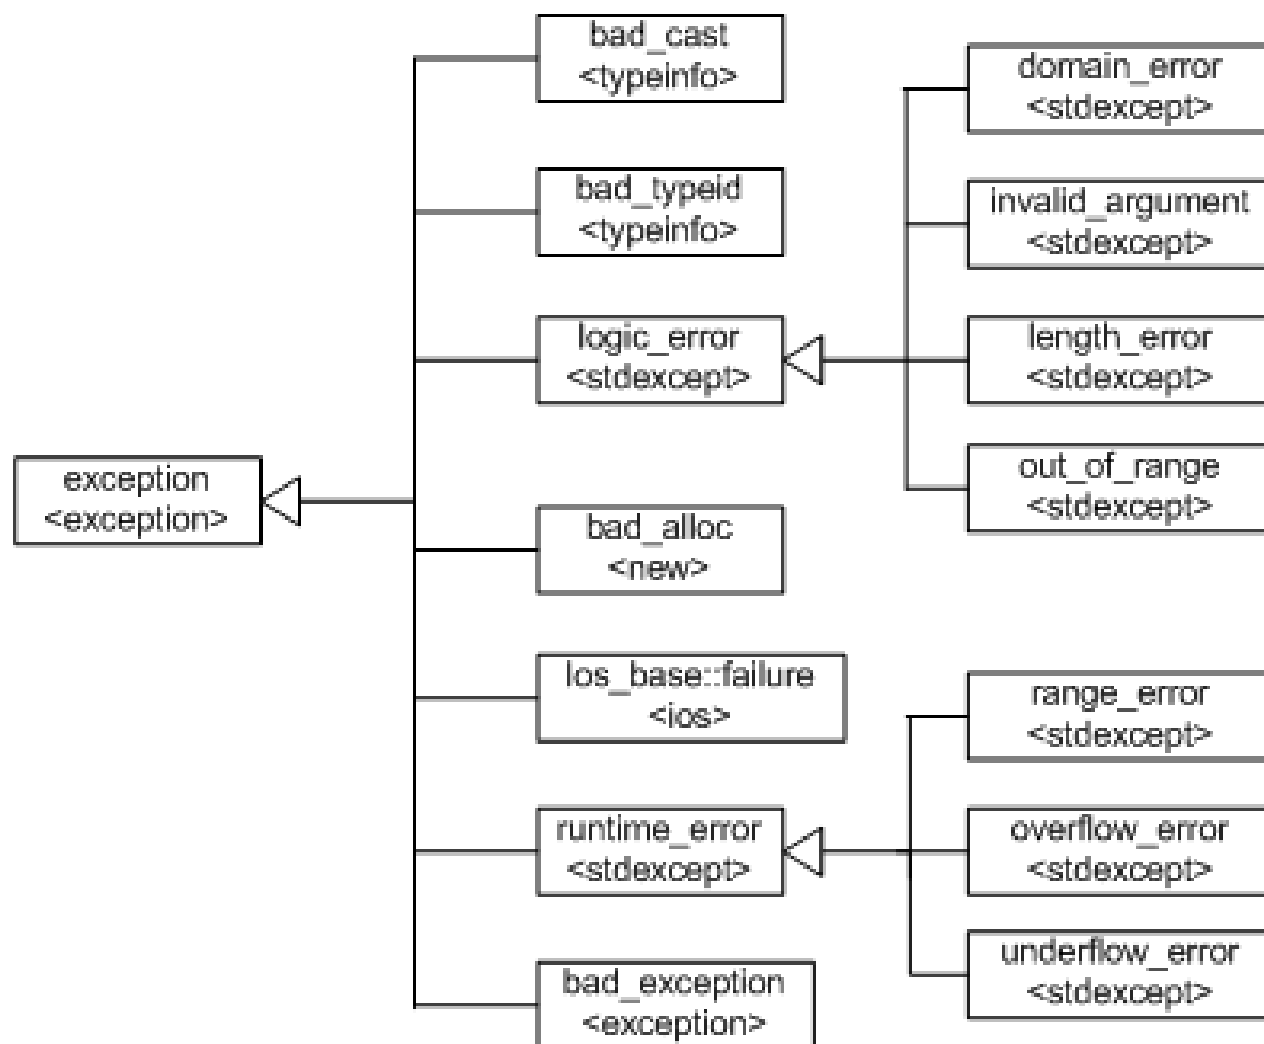 bad_cast
<typeinfo>
domain_error
<stdexcept>
bad_typeid
<typeinfo>
invalid_argument
<stdexcept>
logic_error
<stdexcept>
length_error
<stdexcept>
exception
<exception>
out_of_range
<stdexcept>
bad_alloc
<new>
Ios_base::failure
<ios>
range_error
<stdexcept>
runtime_error
<stdexcept>
overflow_error
<stdexcept>
underflow_error
<stdexcept>
bad_exception
<exception>